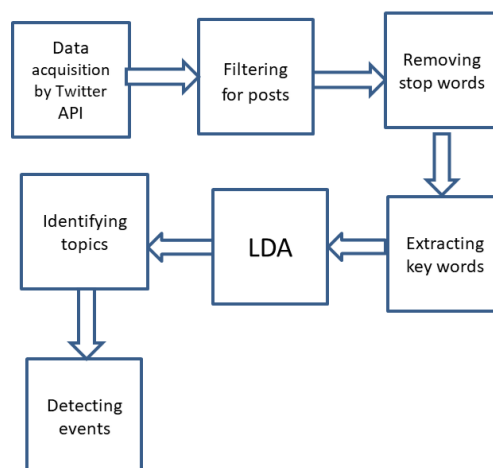 Data
acquisition
by Twitter
API
Filtering
for posts
Removing
stop words
Extracting
key words
LDA
Identifying
topics
Detecting
events